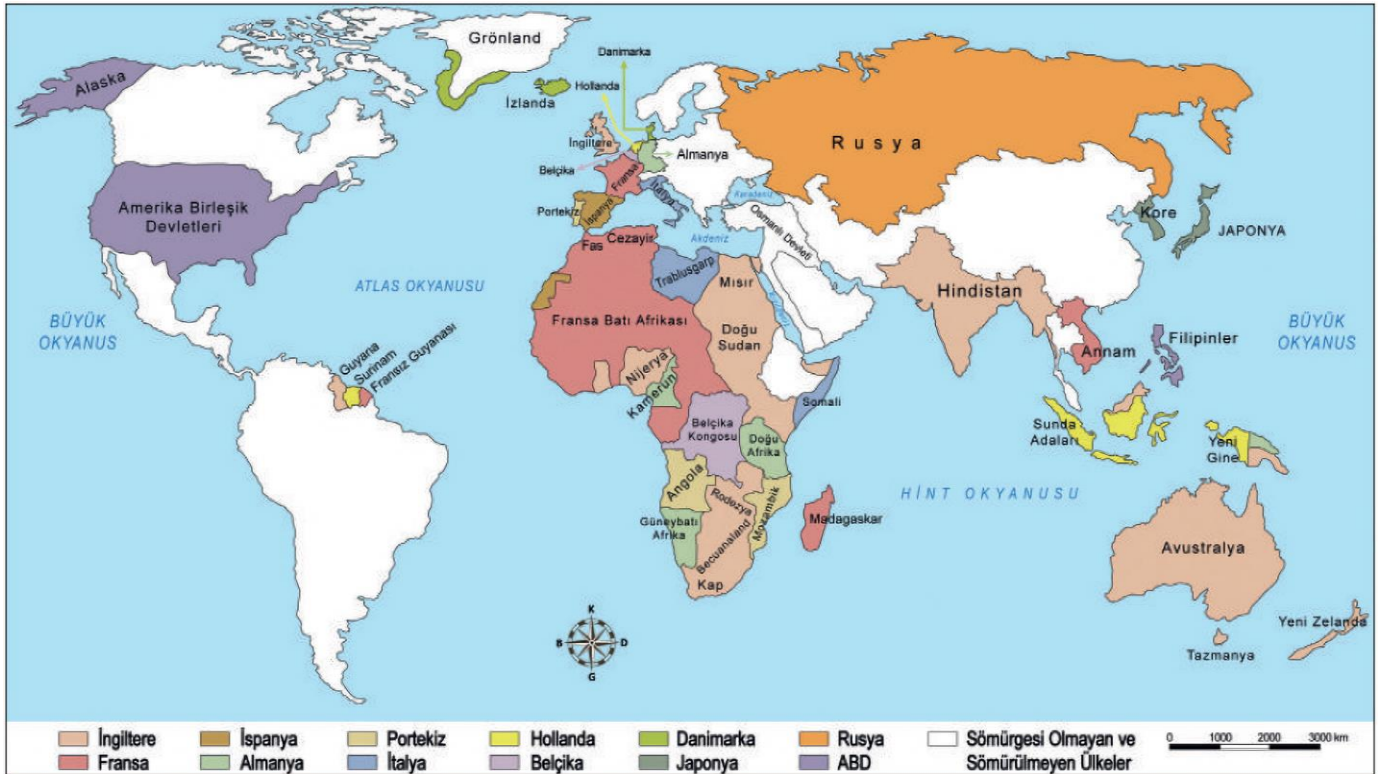 Grönland
Danimarka
Alaska
Hollanda
İzlanda
Rusya
İngiltere
Almanya
Belçika
Fransa
Karadeniz
İtalya
Amerika Birleşik
Devletleri
Portekiz
İspanya
Osmanlı Devleti
Kore
JAPONYA
Akdeniz
Fas
Cezayir
Trablusgarp
Mısır
ATLAS OKYANUSU
Hindistan
BÜYÜK
OKYANUS
Fransa Batı Afrikası
Doğu
Sudan
BÜYÜK
OKYANUS
Filipinler
Annam
Guyana
Surinam
Fransız Guyanası
Nijerya
Kamerun
Somali
Belçika
Kongosu
Doğu
Afrika
Sunda
Adaları
Yeni
Gine
Angola
Rodezya
Mozambik
HİNT OKYANUSU
Madagaskar
Güneybatı
Afrika
Becuanaland
Kap
Avustralya
Yeni Zelanda
Tazmanya
K
B D
G
İngiltere İspanya Portekiz Hollanda Danimarka Rusya Sömürgesi Olmayan ve
Fransa Almanya İtalya Belçika Japonya ABD Sömürülmeyen Ülkeler
0 1000 2000 3000 km